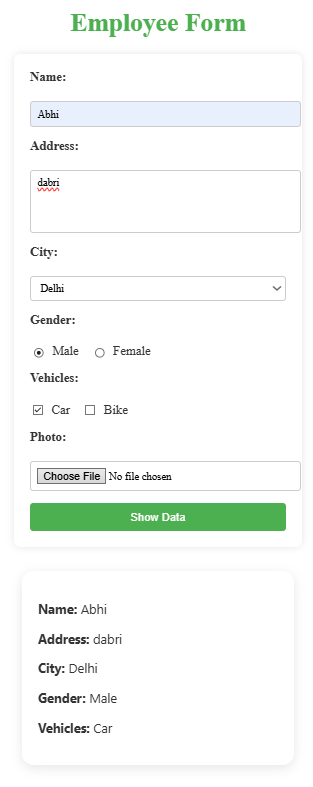 Employee Form
Name:
Abhi
Address:
dabri
City:
Delhi
Gender:
Male Female
Vehicles:
Car Bike
Photo:
Choose File No file chosen
Show Data
Name: Abhi
Address: dabri
City: Delhi
Gender: Male
Vehicles: Car